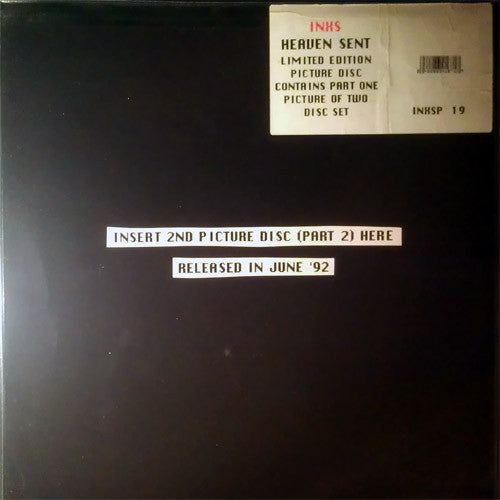 INXS
HEAVEN SENT
LIMITED EDITION
PICTURE DISC
CONTAINS PART ONE
PICTURE OF TWO
DISC SET
INXSP 19
INSERT 2ND PICTURE DISC (PART 2) HERE
RELEASED IN JUNE '92